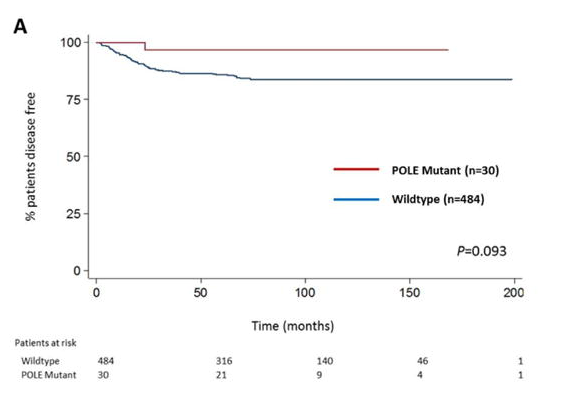 A
100
75
50
25
0
% patients disease free
POLE Mutant (n=30)
Wildtype (n=484)
P=0.093
0 50 100 150 200
Time (months)
Patients at risk
Wildtype 484 316 140 46 1
POLE Mutant 30 21 9 4 1